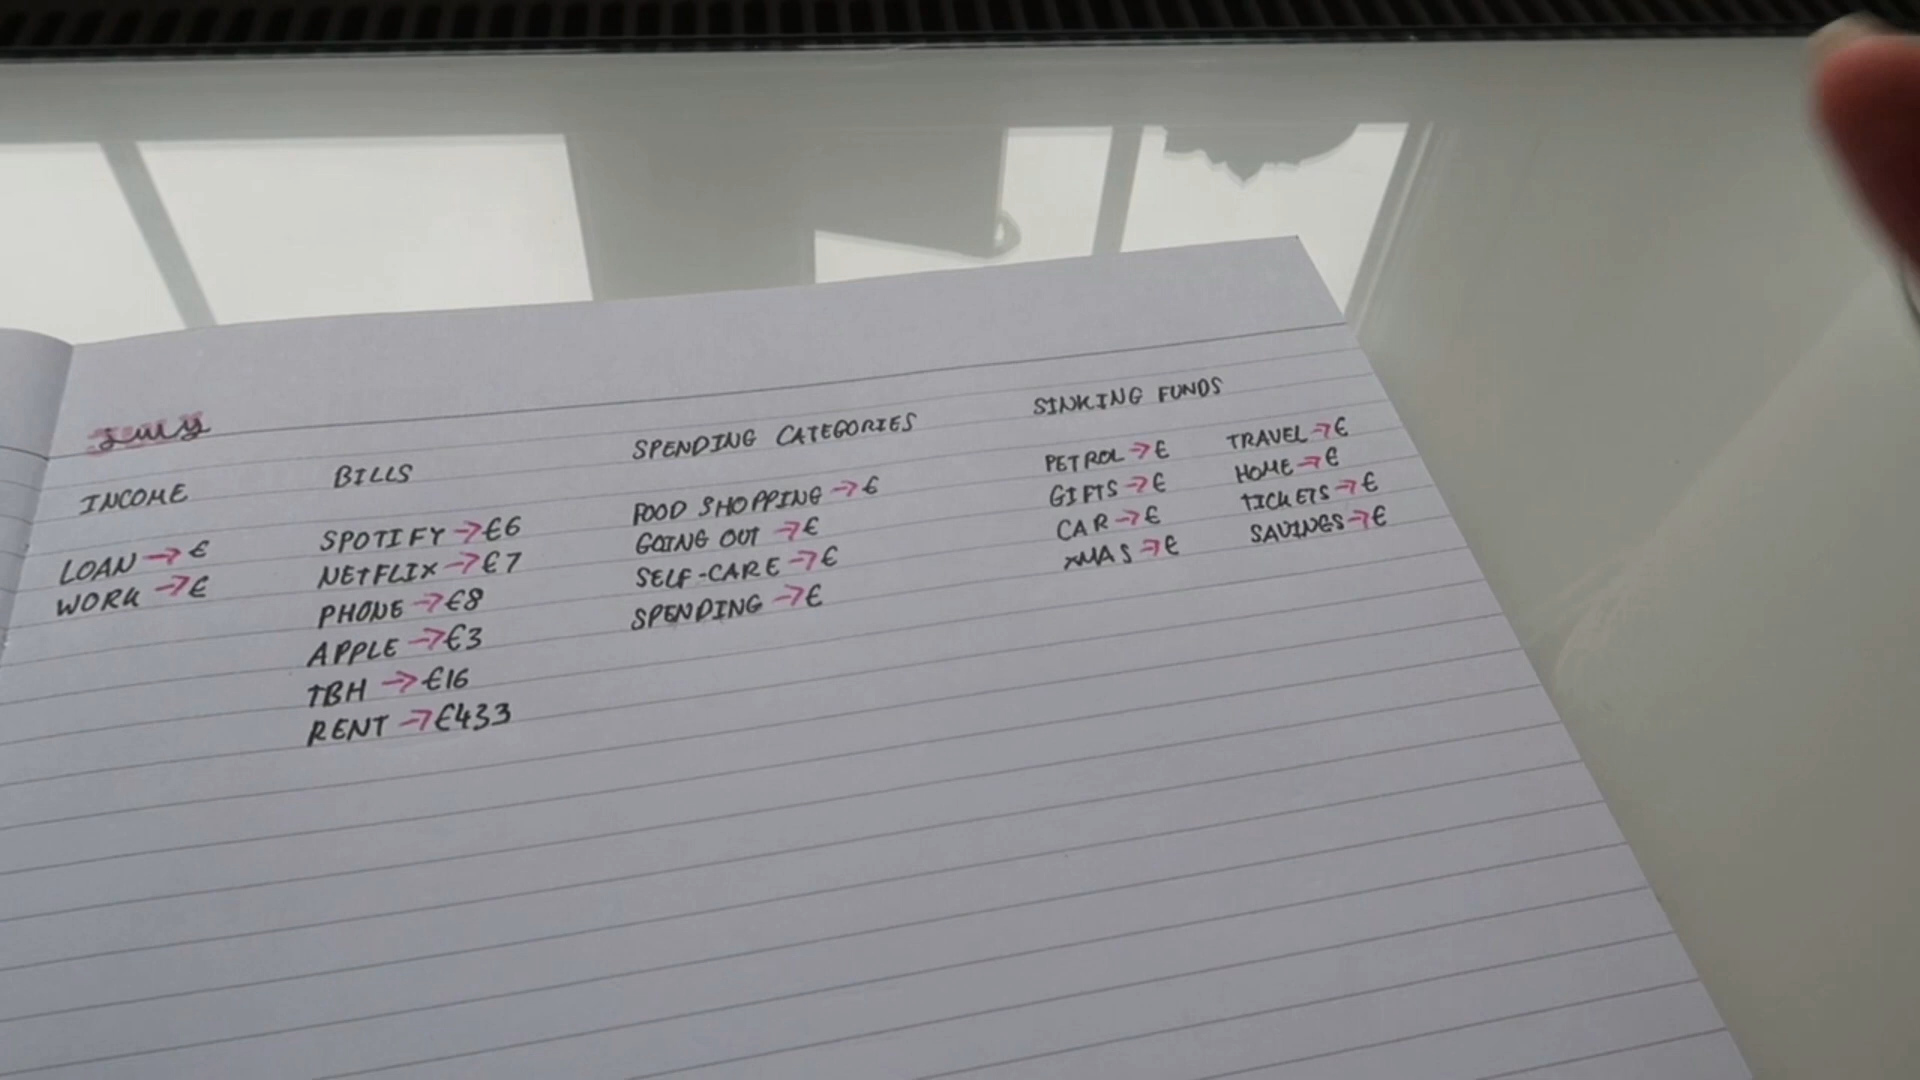 July
INCOME
LOAN → €
WORK → €
BILLS
SPOTIFY → €6
NETFLIX → €7
PHONE → €8
APPLE → €3
TBH → €16
RENT → €433
SPENDING CATEGORIES
FOOD SHOPPING → €
GOING OUT → €
SELF-CARE → €
SPENDING → €
SINKING FUNDS
PETROL → €
GIFTS → €
CAR → €
XMAS → €
TRAVEL → €
HOME → €
TICKETS → €
SAVINGS → €